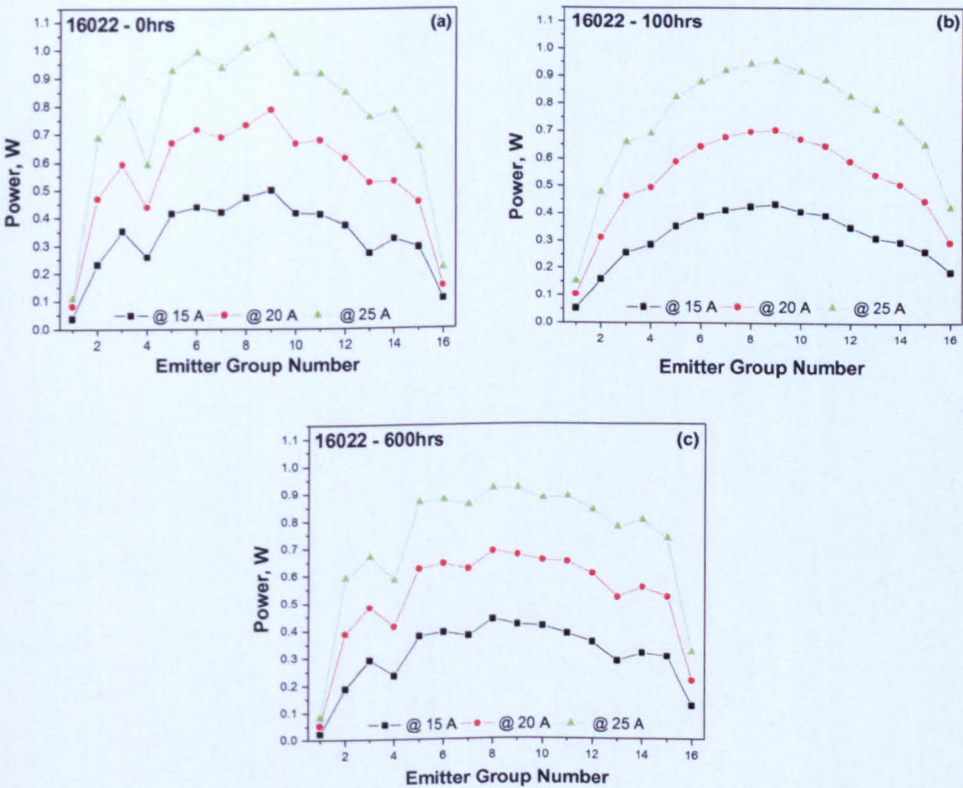 16022 - 0hrs
(a)
1.1
1.0
0.9
0.8
0.7
0.6
0.5
0.4
0.3
0.2
0.1
0.0
Power, W
@ 15 A
@ 20 A
@ 25 A
2 4 6 8 10 12 14 16
Emitter Group Number
16022 - 100hrs
(b)
1.1
1.0
0.9
0.8
0.7
0.6
0.5
0.4
0.3
0.2
0.1
0.0
Power, W
@ 15 A
@ 20 A
@ 25 A
2 4 6 8 10 12 14 16
Emitter Group Number
16022 - 600hrs
(c)
1.1
1.0
0.9
0.8
0.7
0.6
0.5
0.4
0.3
0.2
0.1
0.0
Power, W
@ 15 A
@ 20 A
@ 25 A
2 4 6 8 10 12 14 16
Emitter Group Number